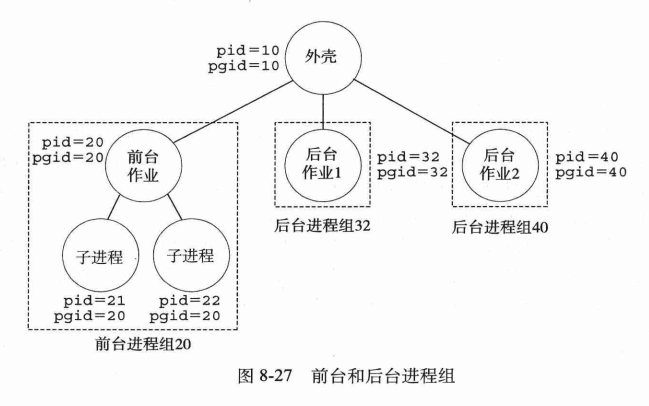 pid=10
pgid=10
外壳
pid=20
pgid=20
前台
作业
后台
作业1
pid=32
pgid=32
后台
作业2
pid=40
pgid=40
后台进程组32
后台进程组40
子进程
子进程
pid=21
pgid=20
pid=22
pgid=20
前台进程组20
图 8-27 前台和后台进程组